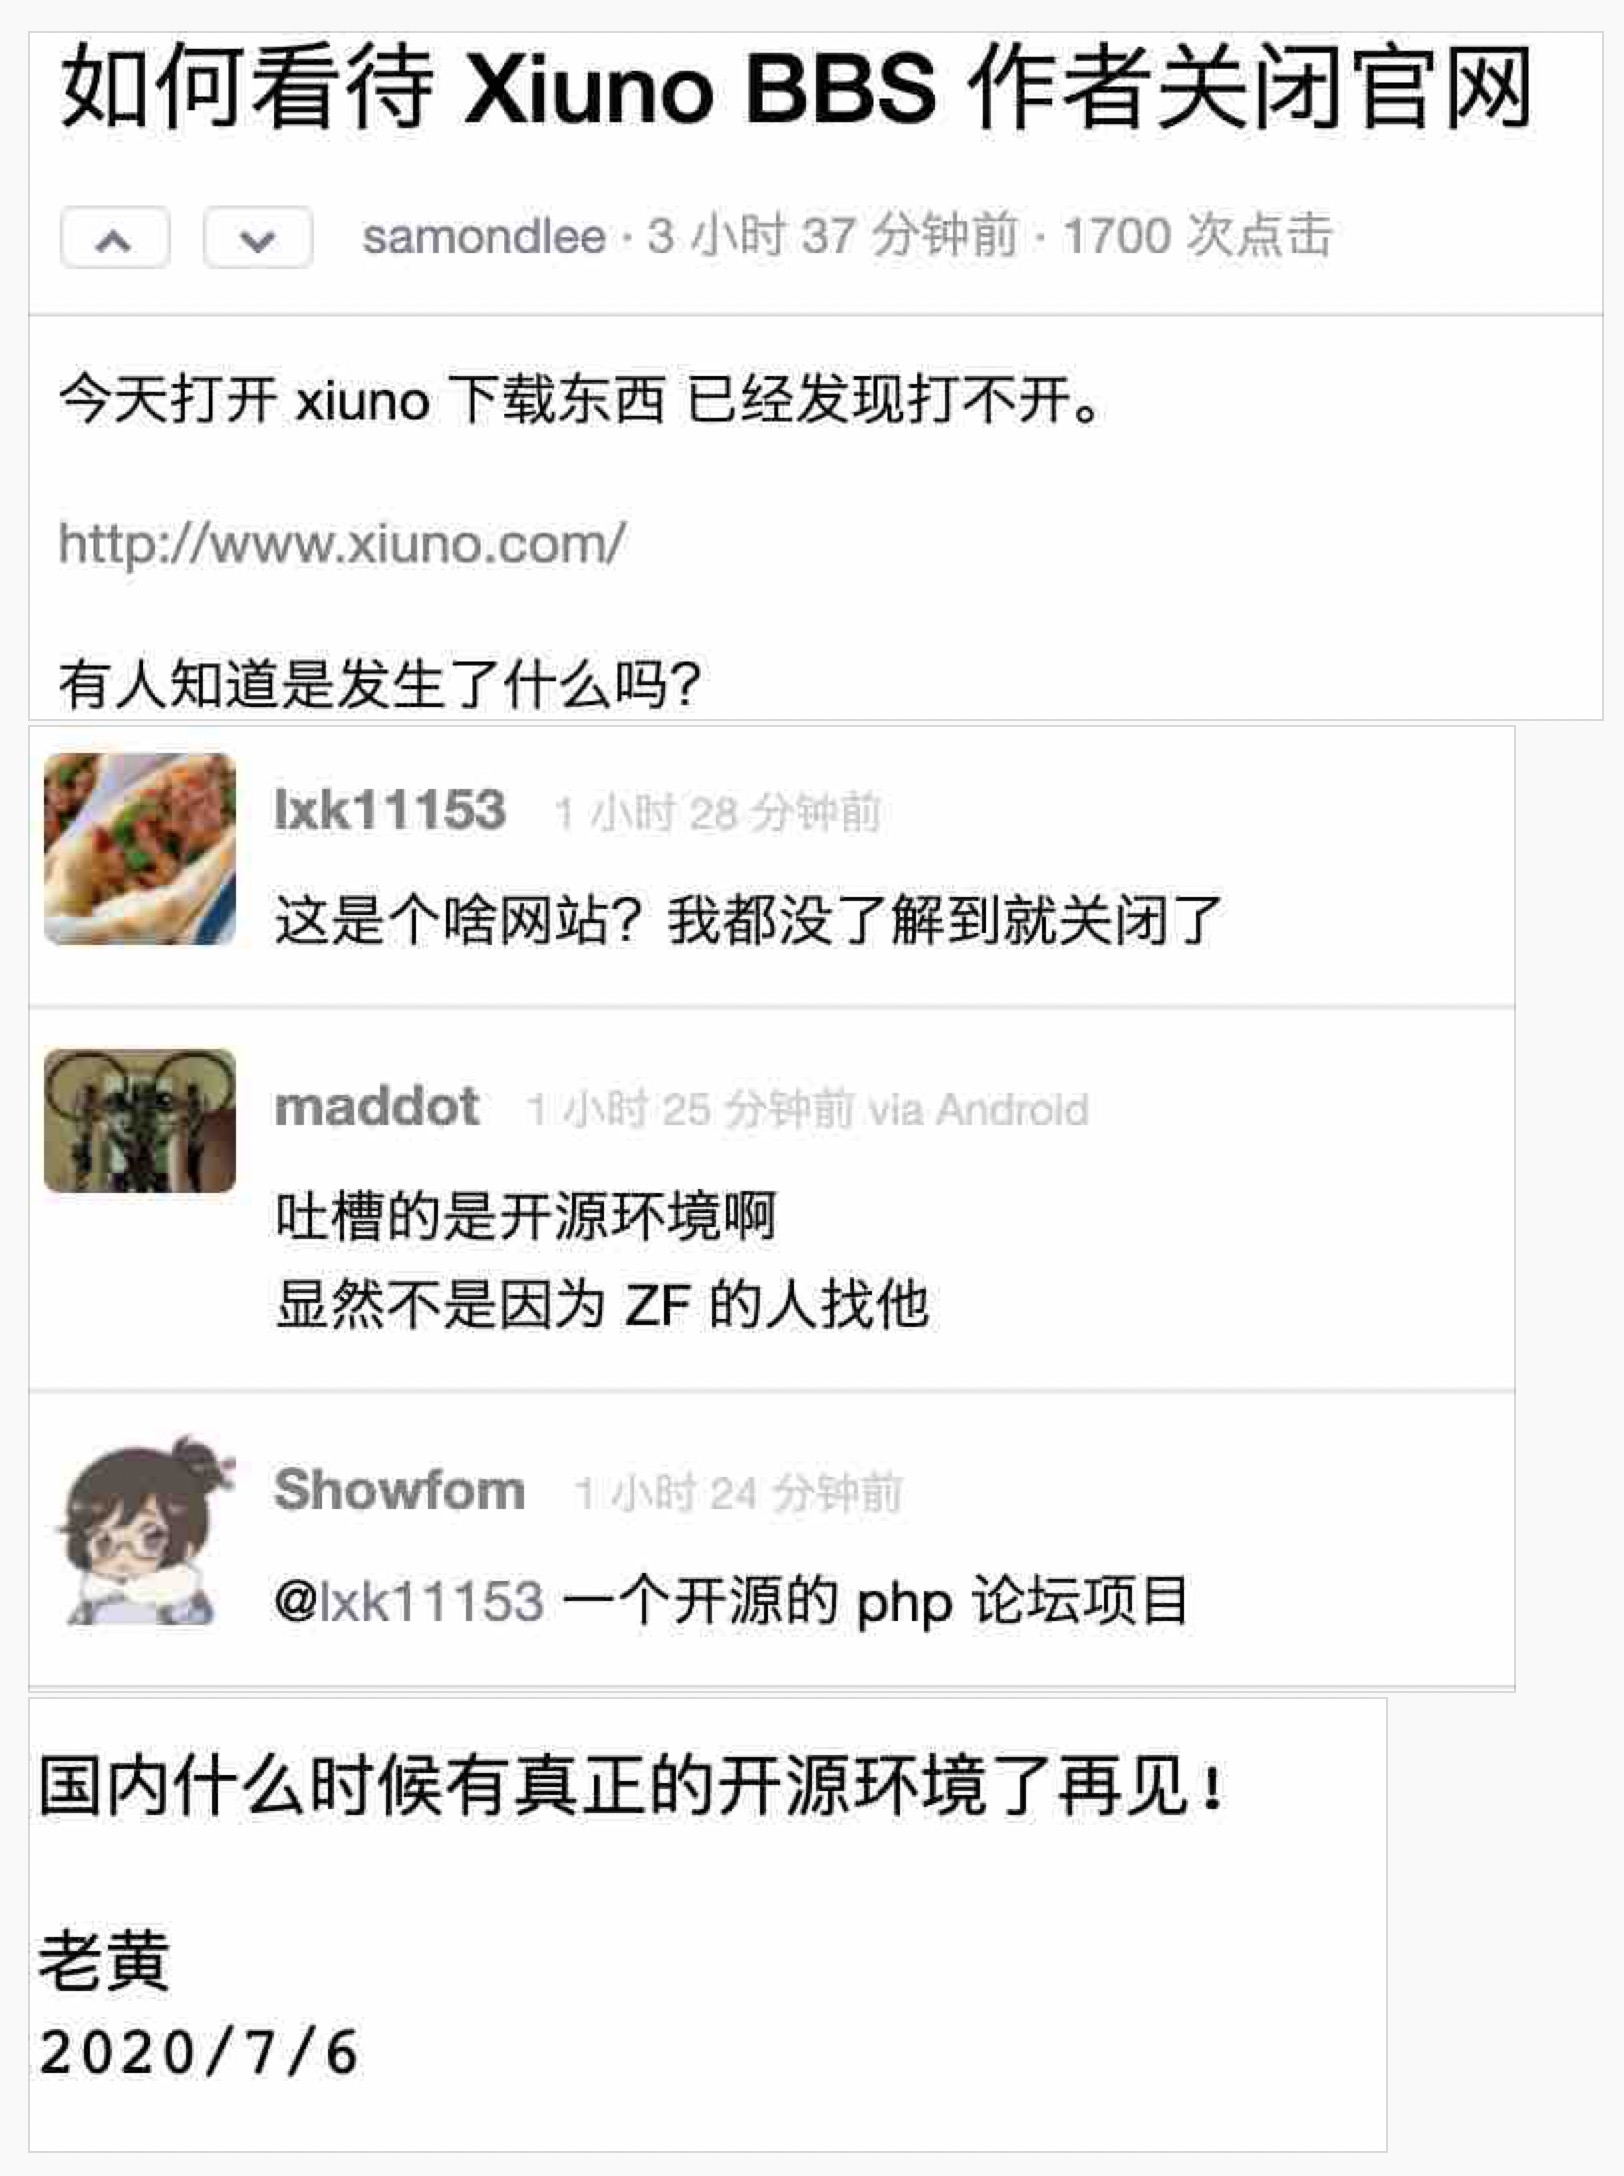 如何看待 Xiuno BBS 作者关闭官网
samondlee · 3 小时 37 分钟前 · 1700 次点击
今天打开 xiuno 下载东西 已经发现打不开。
http://www.xiuno.com/
有人知道是发生了什么吗?
lxk11153 1 小时 28 分钟前
这是个啥网站? 我都没了解到就关闭了
maddot 1 小时 25 分钟前 via Android
吐槽的是开源环境啊
显然不是因为 ZF 的人找他
Showfom 1 小时 24 分钟前
@lxk11153 一个开源的 php 论坛项目
国内什么时候有真正的开源环境了再见!
老黄
2020/7/6